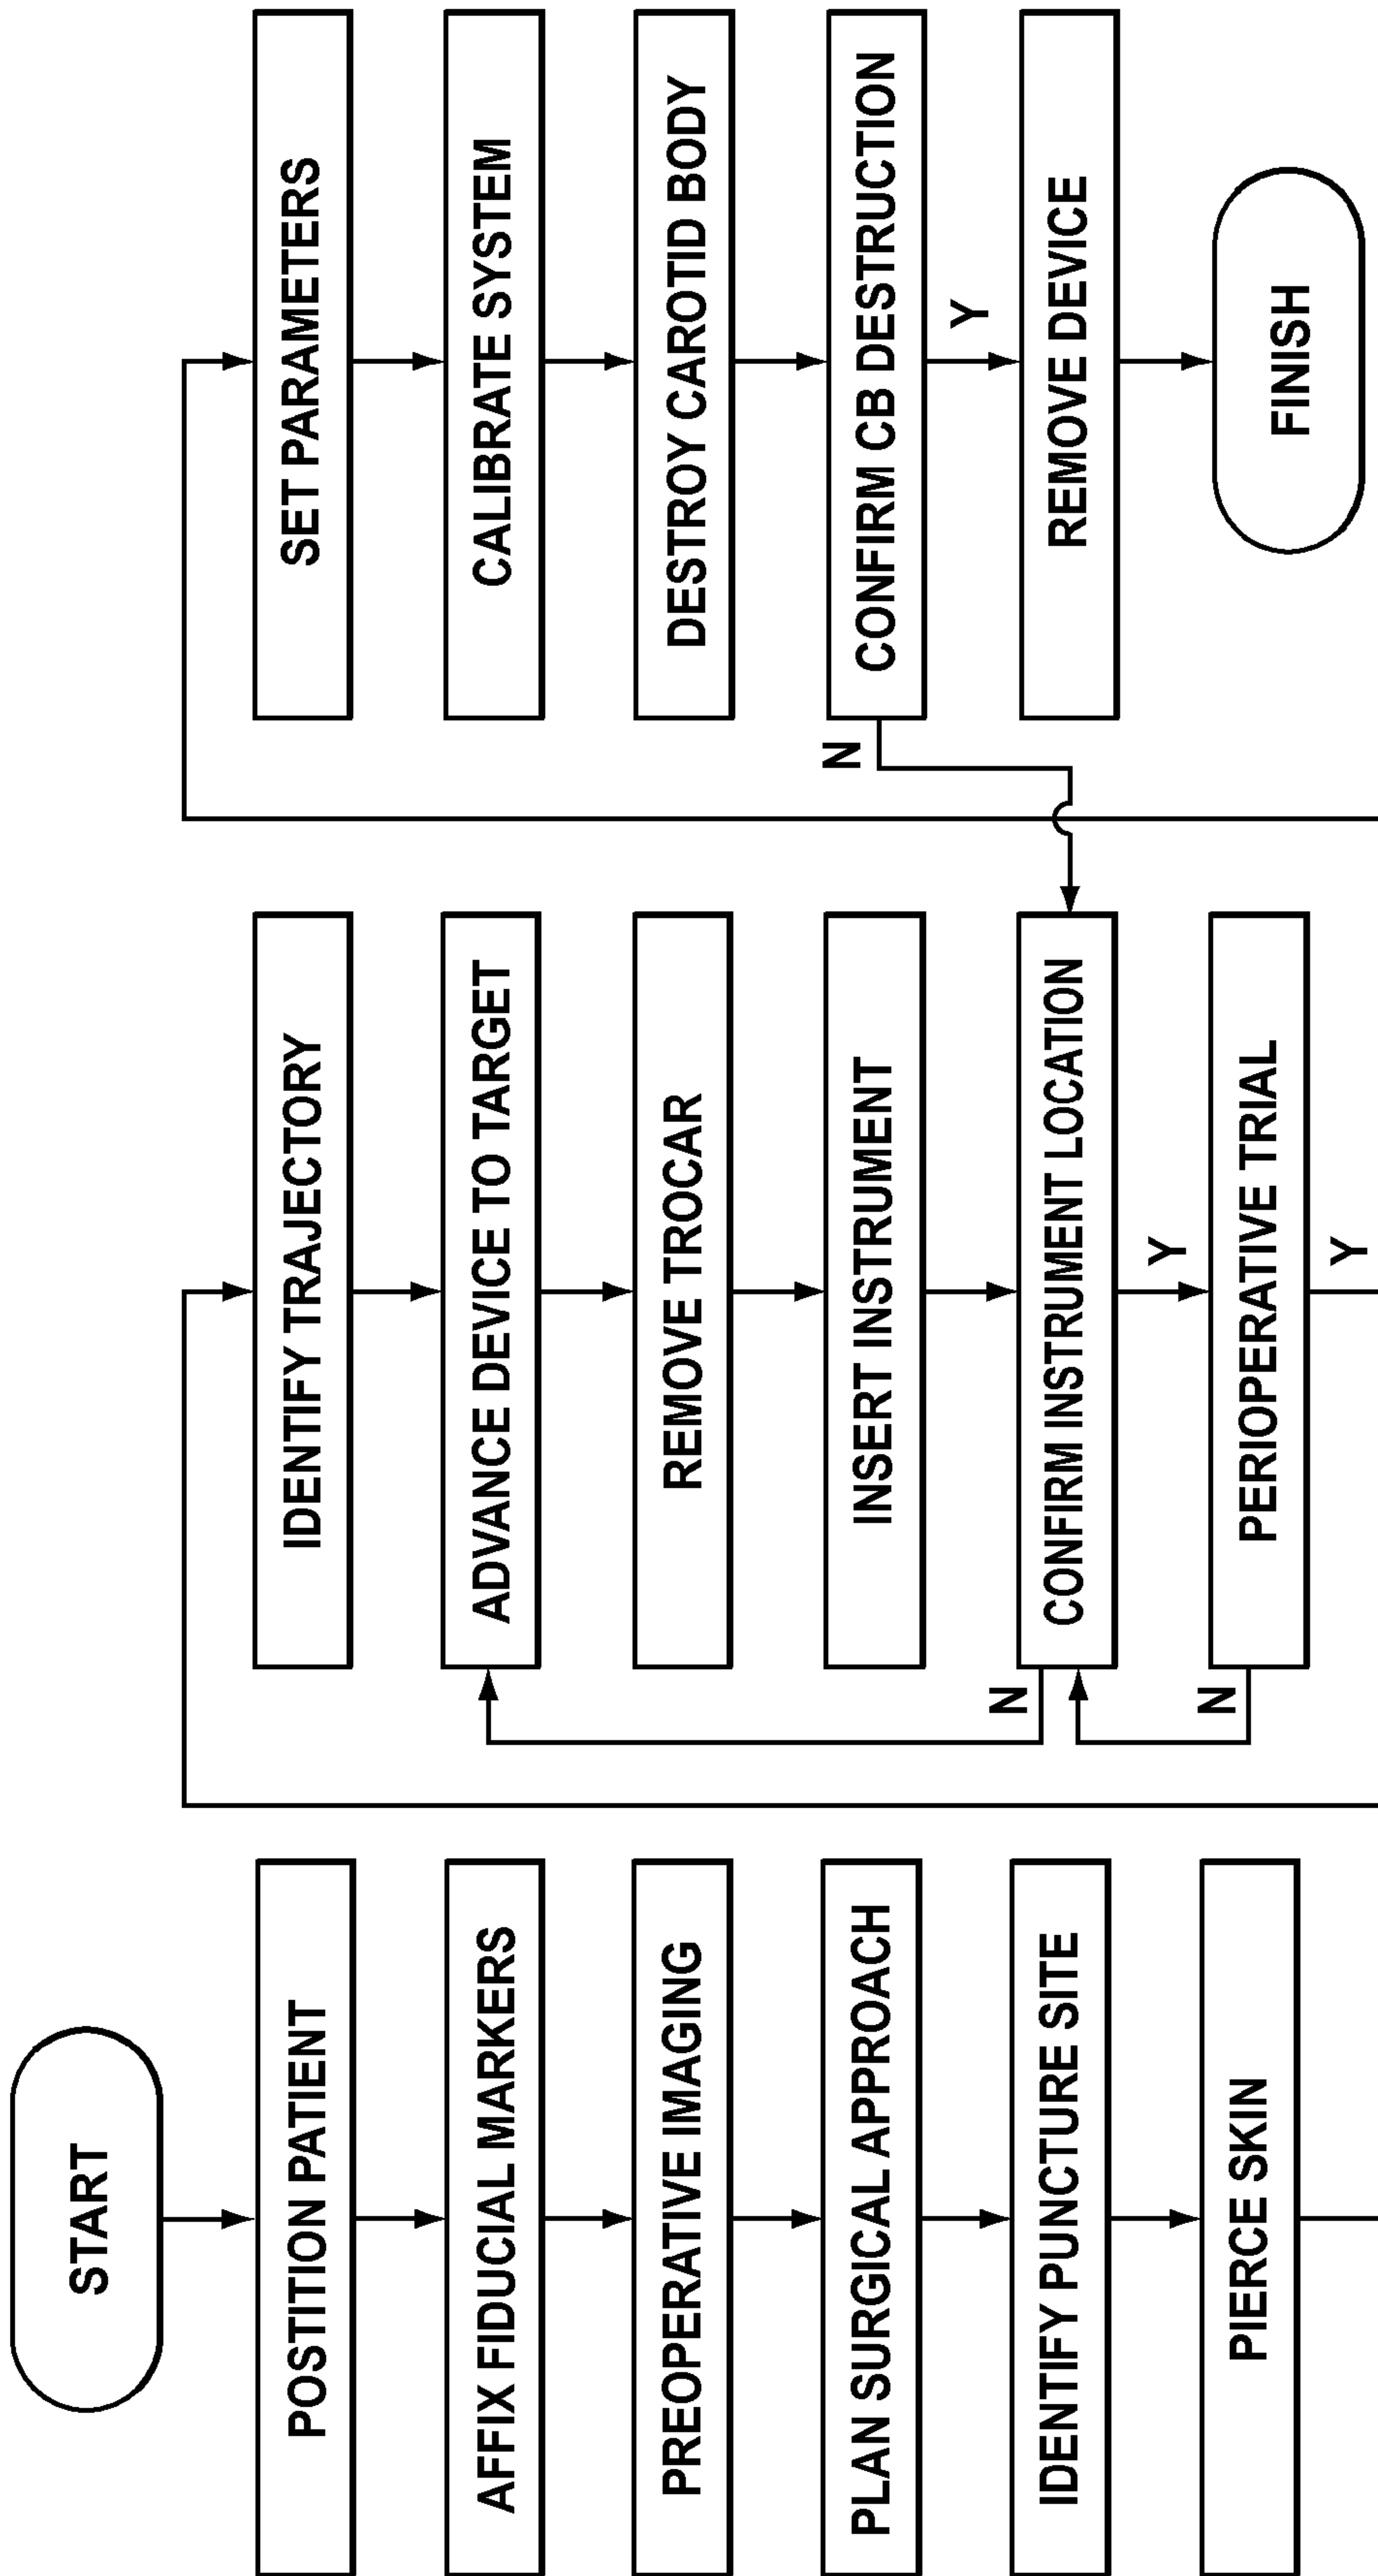 START
POSTITION PATIENT
AFFIX FIDUCIAL MARKERS
PREOPERATIVE IMAGING
PLAN SURGICAL APPROACH
IDENTIFY PUNCTURE SITE
PIERCE SKIN
IDENTIFY TRAJECTORY
ADVANCE DEVICE TO TARGET
REMOVE TROCAR
INSERT INSTRUMENT
CONFIRM INSTRUMENT LOCATION
N
Y
PERIOPERATIVE TRIAL
N
Y
SET PARAMETERS
CALIBRATE SYSTEM
DESTROY CAROTID BODY
CONFIRM CB DESTRUCTION
N
Y
REMOVE DEVICE
FINISH